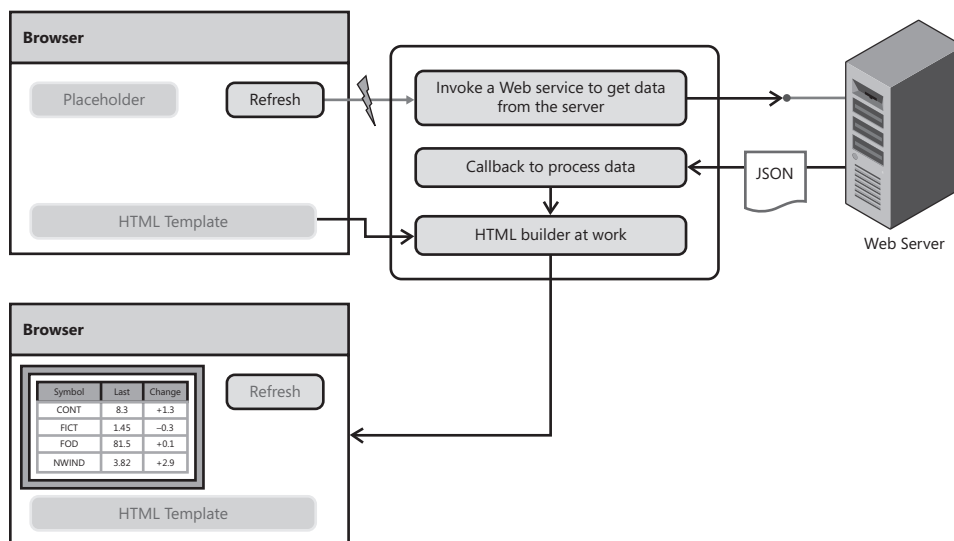 Browser
Placeholder
Refresh
Invoke a Web service to get data
from the server
Callback to process data
JSON
HTML Template
HTML builder at work
Web Server
Browser
Symbol Last Change
CONT 8.3 +1.3
FICT 1.45 –0.3
FOD 81.5 +0.1
NWIND 3.82 +2.9
Refresh
HTML Template